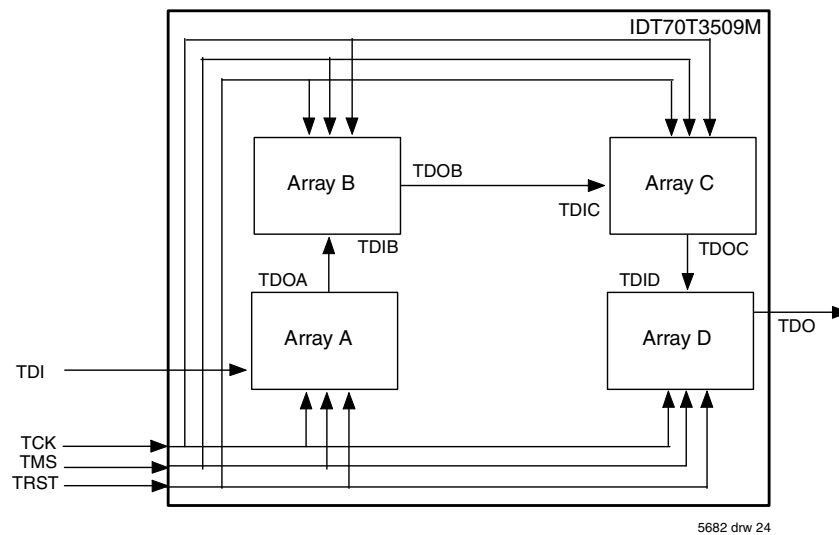 IDT70T3509M
Array B
TDOB
TDIC
Array C
TDIB
TDOC
TDOA
TDID
Array A
Array D
TDO
TDI
TCK
TMS
TRST
5682 drw 24